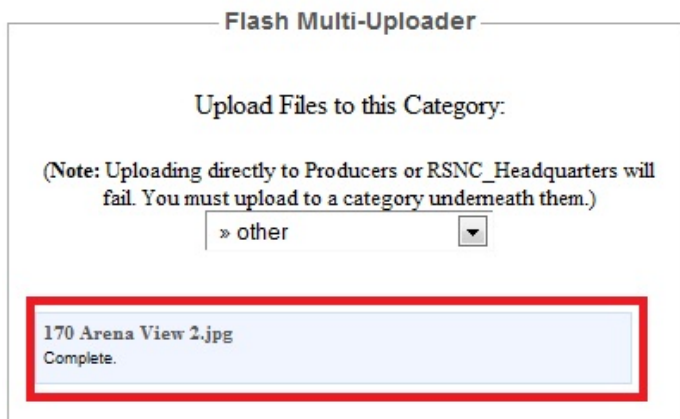 Flash Multi-Uploader
Upload Files to this Category:
(Note: Uploading directly to Producers or RSNC_Headquarters will
fail. You must upload to a category underneath them.)
» other
170 Arena View 2.jpg
Complete.